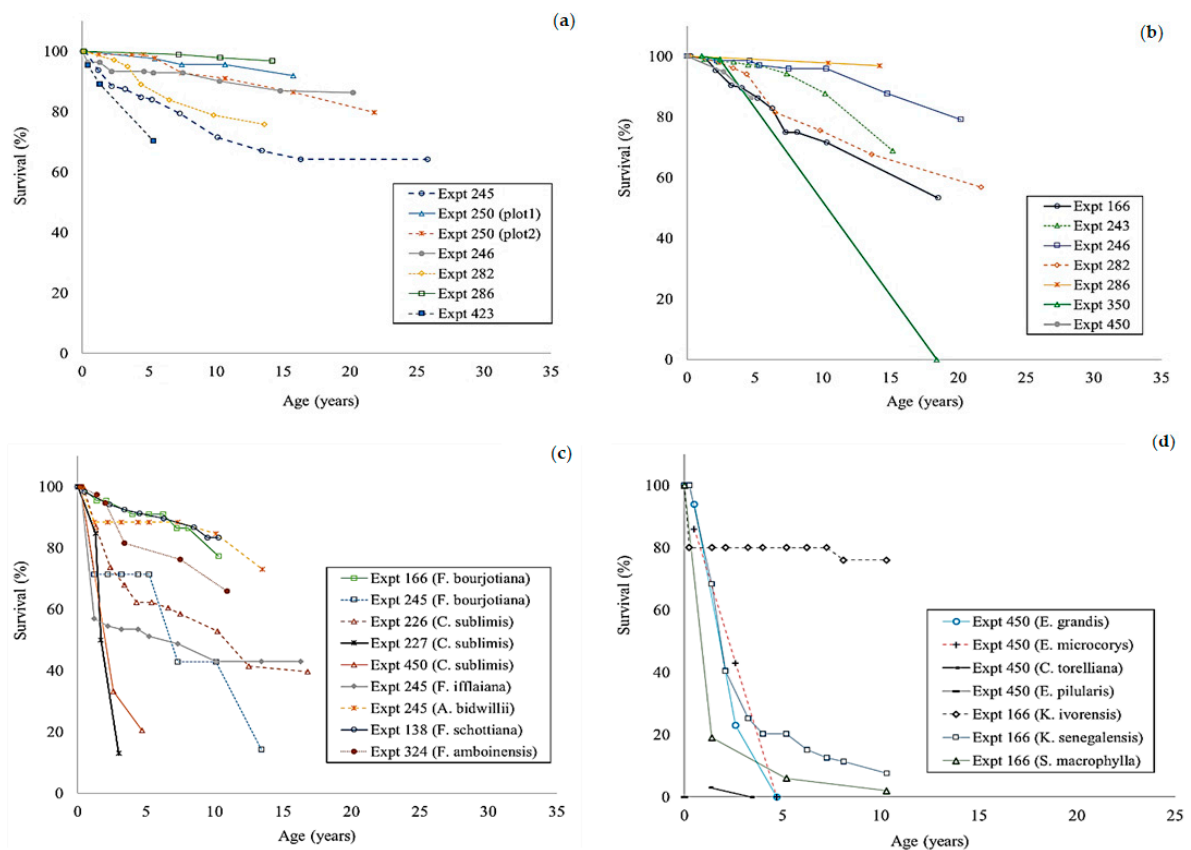 (a)
Survival (%)
120
100
80
60
40
20
0
Expt 245
Expt 250 (plot1)
Expt 250 (plot2)
Expt 246
Expt 282
Expt 286
Expt 423
0 5 10 15 20 25 30 35
Age (years)
(b)
Survival (%)
120
100
80
60
40
20
0
Expt 166
Expt 243
Expt 246
Expt 282
Expt 286
Expt 350
Expt 450
0 5 10 15 20 25 30 35
Age (years)
(c)
Survival (%)
120
100
80
60
40
20
0
Expt 166 (F. bourjotiana)
Expt 245 (F. bourjotiana)
Expt 226 (C. sublimis)
Expt 227 (C. sublimis)
Expt 450 (C. sublimis)
Expt 245 (F. ifflaiana)
Expt 245 (A. bidwillii)
Expt 138 (F. schottiana)
Expt 324 (F. amboinensis)
0 5 10 15 20 25 30 35
Age (years)
(d)
Survival (%)
120
100
80
60
40
20
0
Expt 450 (E. grandis)
Expt 450 (E. microcorys)
Expt 450 (C. torelliana)
Expt 450 (E. pilularis)
Expt 166 (K. ivorensis)
Expt 166 (K. senegalensis)
Expt 166 (S. macrophylla)
0 5 10 15 20 25
Age (years)